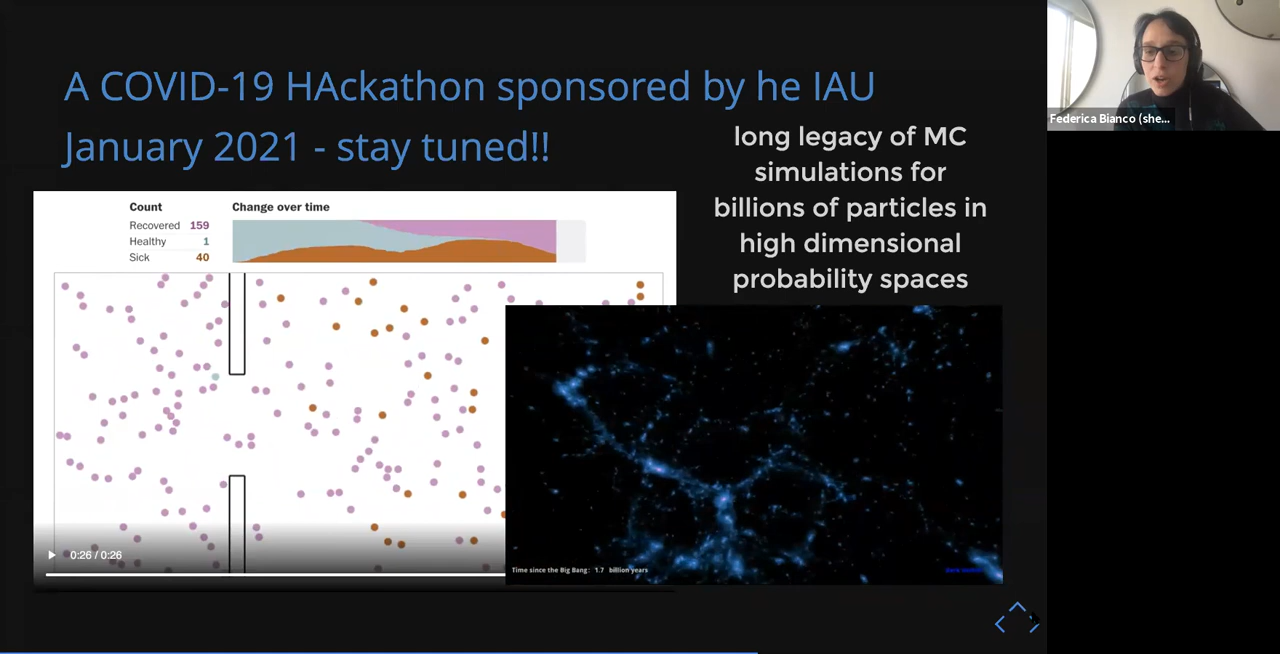 A COVID-19 HAckathon sponsored by he IAU
January 2021 - stay tuned!!
long legacy of MC
simulations for
billions of particles in
high dimensional
probability spaces
Count
Change over time
Recovered 159
Healthy 1
Sick 40
0:26 / 0:26
Time since the Big Bang: 1.7 billion years
Federica Bianco (she...